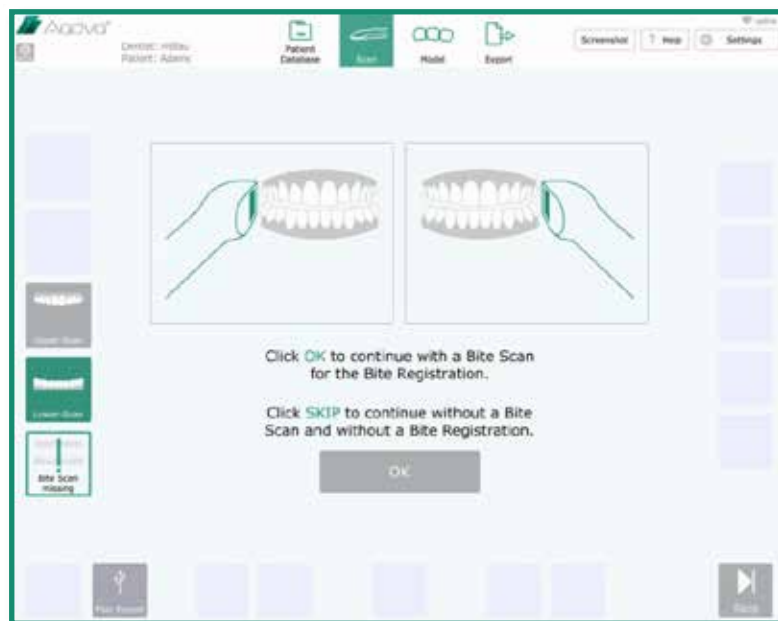 Aadva
Dentist: 
Patient: Adams
Patient
Database
Scan
Model
Export
Screenshot
? Help
Settings
Upper Scan
Lower Scan
Bite Scan
missing
Click OK to continue with a Bite Scan
for the Bite Registration.
Click SKIP to continue without a Bite
Scan and without a Bite Registration.
OK